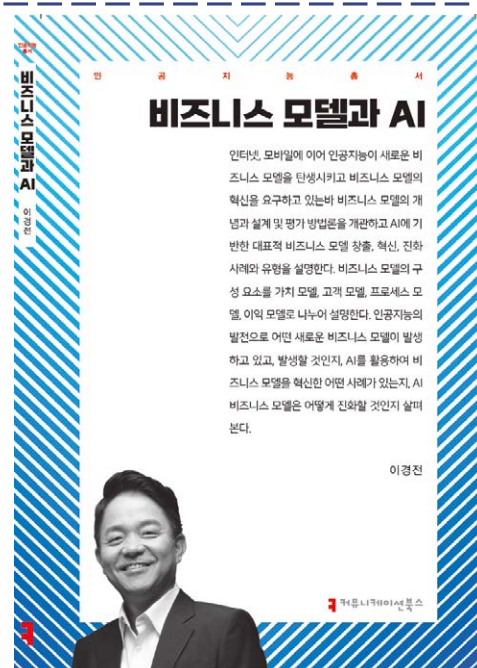 인공지능
총서
비즈니스 모델과 AI
이경전
인 공 지 능 총 서
비즈니스 모델과 AI
인터넷, 모바일에 이어 인공지능이 새로운 비
즈니스 모델을 탄생시키고 비즈니스 모델의
혁신을 요구하고 있는바 비즈니스 모델의 개
념과 설계 및 평가 방법론을 개관하고 AI에 기
반한 대표적 비즈니스 모델 창출, 혁신, 진화
사례와 유형을 설명한다. 비즈니스 모델의 구
성 요소를 가치 모델, 고객 모델, 프로세스 모
델, 이익 모델로 나누어 설명한다. 인공지능의
발전으로 어떤 새로운 비즈니스 모델이 발생
하고 있고, 발생할 것인지, AI를 활용하여 비
즈니스 모델을 혁신한 어떤 사례가 있는지, AI
비즈니스 모델은 어떻게 진화할 것인지 살펴
본다.
이경전
커뮤니케이션북스